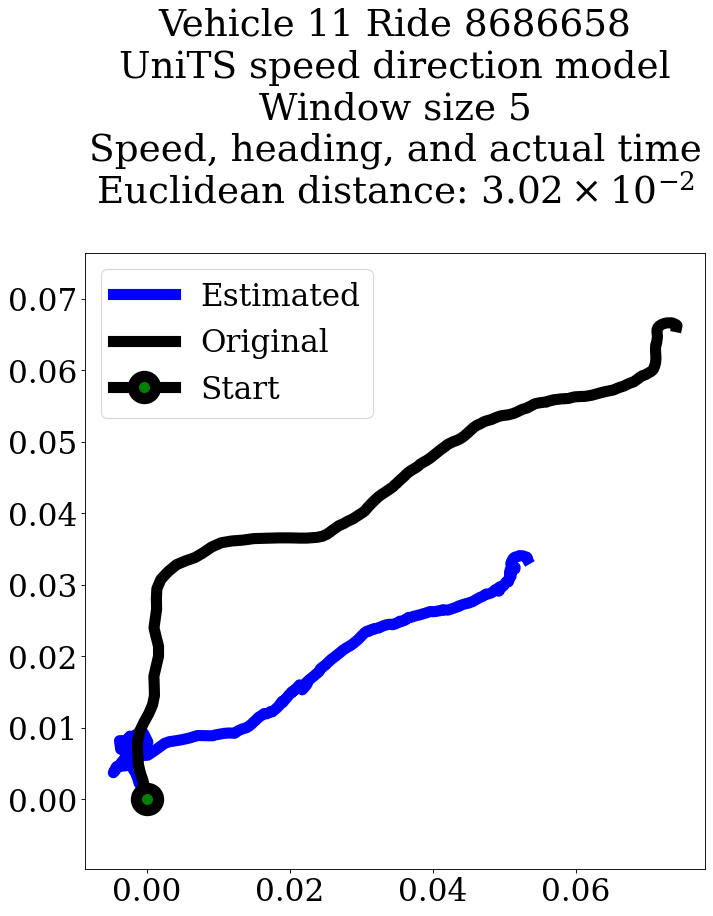 Vehicle 11 Ride 8686658
UniTS speed direction model
Window size 5
Speed, heading, and actual time
Euclidean distance: 3.02 × 10⁻²
Estimated
Original
Start
0.07
0.06
0.05
0.04
0.03
0.02
0.01
0.00
0.00 0.02 0.04 0.06